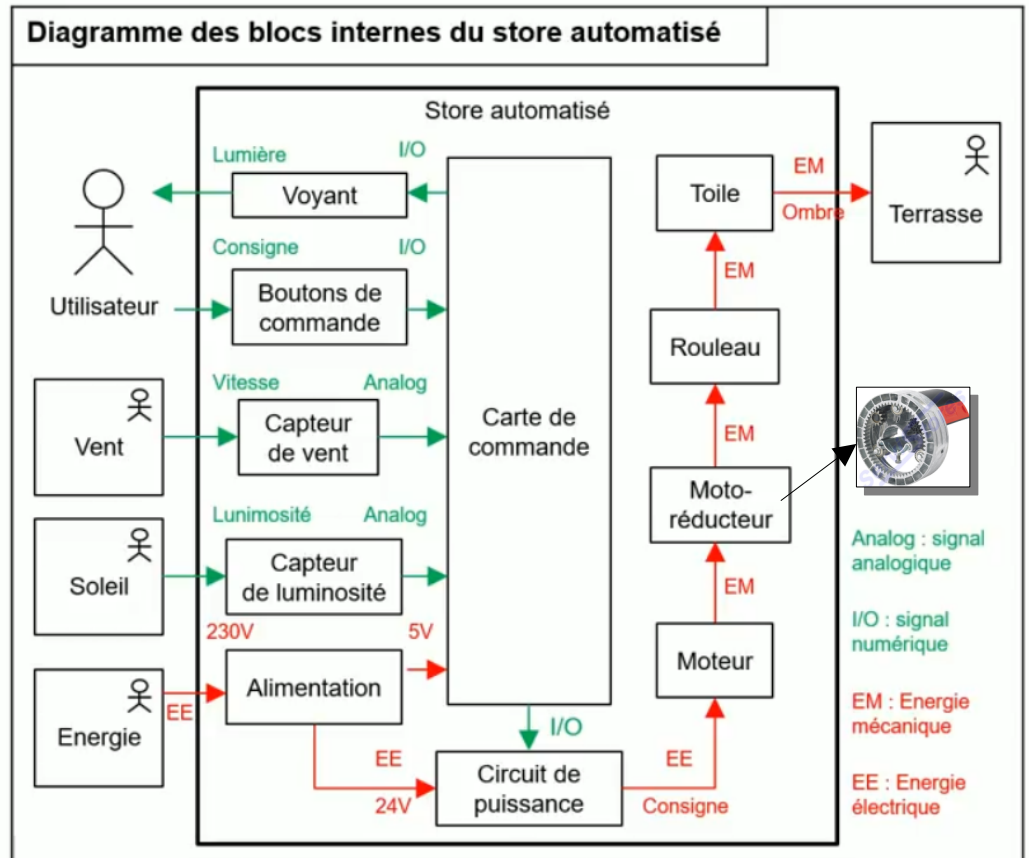 Diagramme des blocs internes du store automatisé
Store automatisé
Lumière
I/O
Voyant
Consigne
I/O
Utilisateur
Boutons de
commande
Vitesse
Analog
Vent
Capteur
de vent
Lunimosité
Analog
Soleil
Capteur
de luminosité
230V
5V
Energie
EE
Alimentation
EE
24V
Carte de
commande
I/O
Circuit de
puissance
EE
Consigne
Moteur
EM
Moto-
réducteur
EM
Rouleau
EM
Toile
EM
Ombre
Terrasse
Analog : signal
analogique
I/O : signal
numérique
EM : Energie
mécanique
EE : Energie
électrique